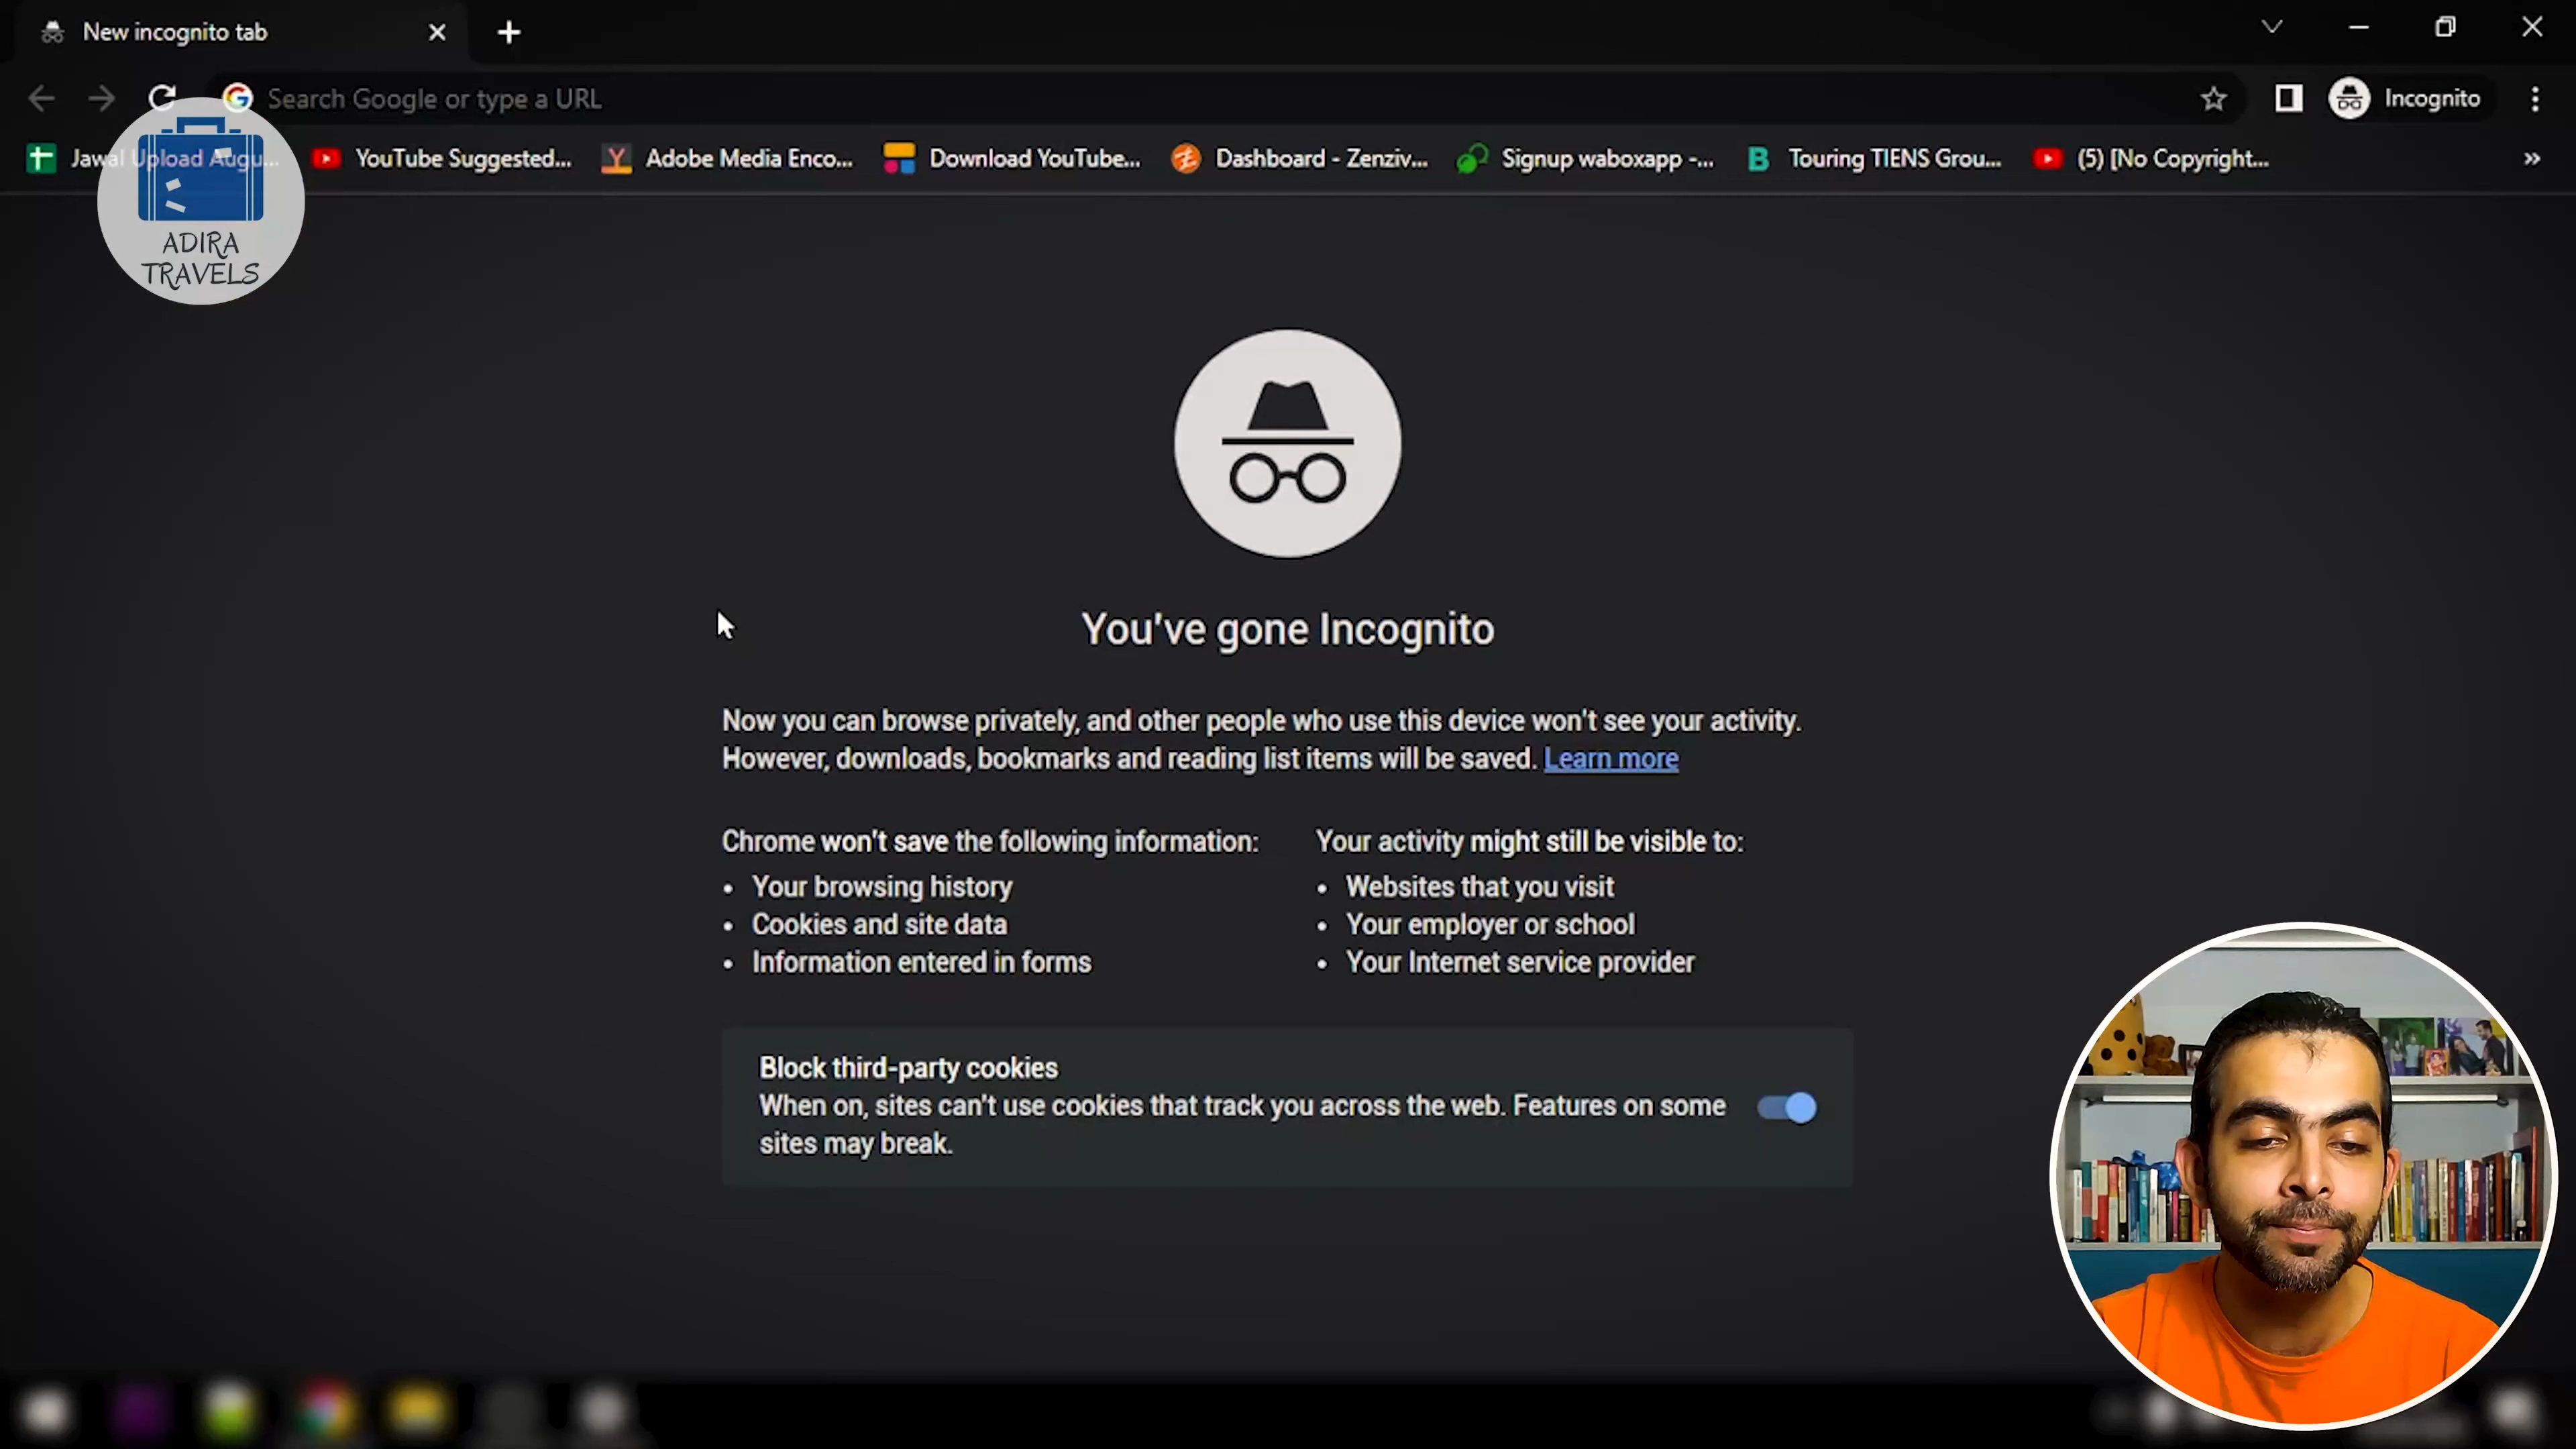 New incognito tab
Search Google or type a URL
Incognito
Jawal Upload Augu...
YouTube Suggested...
Adobe Media Enco...
Download YouTube...
Dashboard - Zenziv...
Signup waboxapp -...
Touring TIENS Grou...
(5) [No Copyright...
ADIRA
TRAVELS
You've gone Incognito
Now you can browse privately, and other people who use this device won't see your activity.
However, downloads, bookmarks and reading list items will be saved. Learn more
Chrome won't save the following information:
Your browsing history
Cookies and site data
Information entered in forms
Your activity might still be visible to:
Websites that you visit
Your employer or school
Your Internet service provider
Block third-party cookies
When on, sites can't use cookies that track you across the web. Features on some
sites may break.